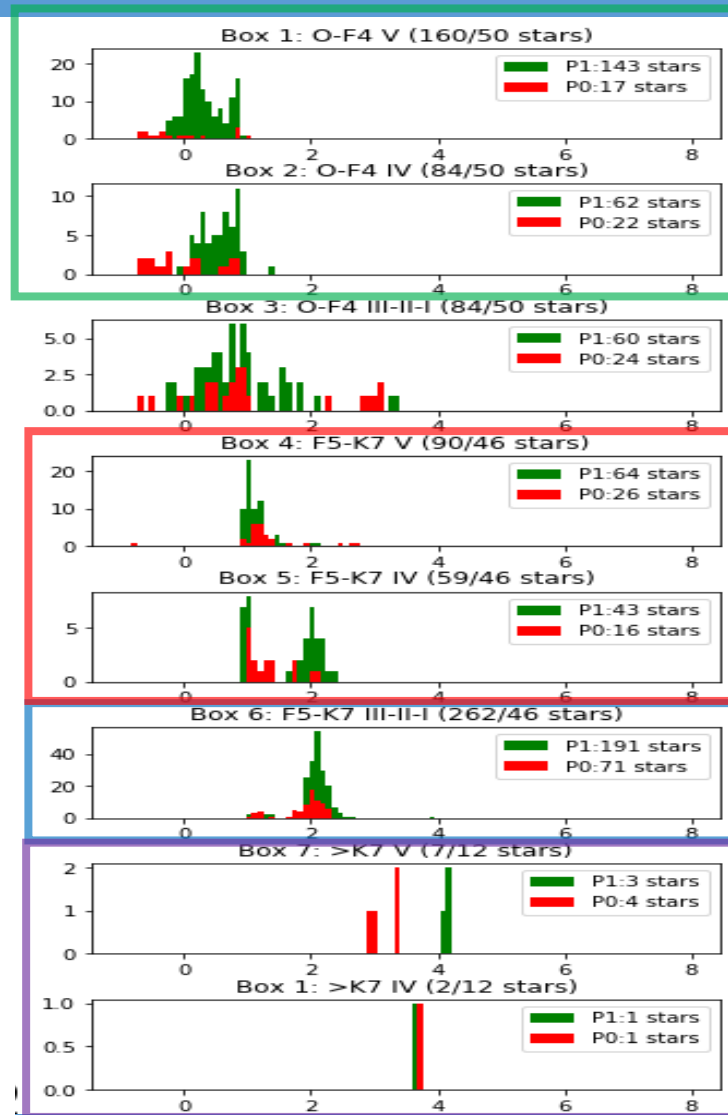 Box 1: O-F4 V (160/50 stars)
20
10
0
P1:143 stars
P0:17 stars
0 2 4 6 8
Box 2: O-F4 IV (84/50 stars)
10
5
0
P1:62 stars
P0:22 stars
0 2 4 6 8
Box 3: O-F4 III-II-I (84/50 stars)
5.0
2.5
0.0
P1:60 stars
P0:24 stars
0 2 4 6 8
Box 4: F5-K7 V (90/46 stars)
20
10
0
P1:64 stars
P0:26 stars
0 2 4 6 8
Box 5: F5-K7 IV (59/46 stars)
5
0
P1:43 stars
P0:16 stars
0 2 4 6 8
Box 6: F5-K7 III-II-I (262/46 stars)
40
20
0
P1:191 stars
P0:71 stars
0 2 4 6 8
Box 7: >K7 V (7/12 stars)
2
1
0
P1:3 stars
P0:4 stars
0 2 4 6 8
Box 1: >K7 IV (2/12 stars)
1.0
0.5
0.0
P1:1 stars
P0:1 stars
0 2 4 6 8